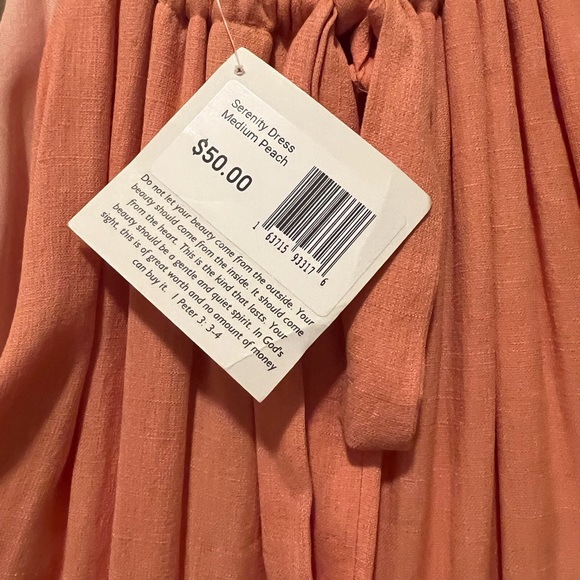 Serenity Dress
Medium Peach
$50.00
1 63715 93317 6
Do not let your beauty come from the outside. Your
beauty should come from the inside. It should come
from the heart. This is the kind that lasts. Your
beauty should be a gentle and quiet spirit. In God's
sight, this is of great worth and no amount of money
can buy it. I Peter 3: 3-4